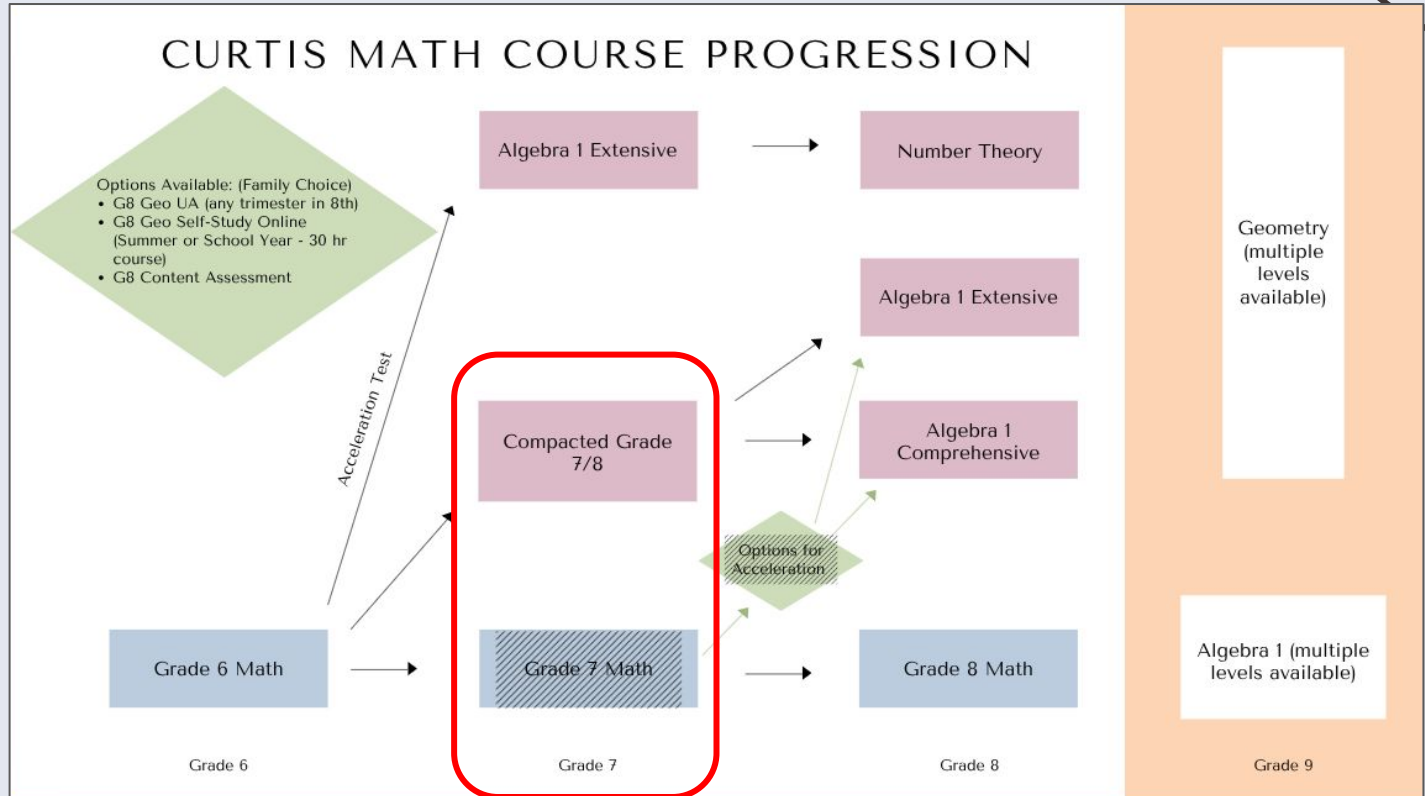 CURTIS MATH COURSE PROGRESSION
Options Available: (Family Choice)
• G8 Geo UA (any trimester in 8th)
• G8 Geo Self-Study Online
(Summer or School Year - 30 hr
course)
• G8 Content Assessment
Acceleration Test
Grade 6 Math
Grade 6
Algebra 1 Extensive
Compacted Grade
7/8
Grade 7 Math
Grade 7
Options for
Acceleration
Number Theory
Algebra 1 Extensive
Algebra 1
Comprehensive
Grade 8 Math
Grade 8
Geometry
(multiple
levels
available)
Algebra 1 (multiple
levels available)
Grade 9